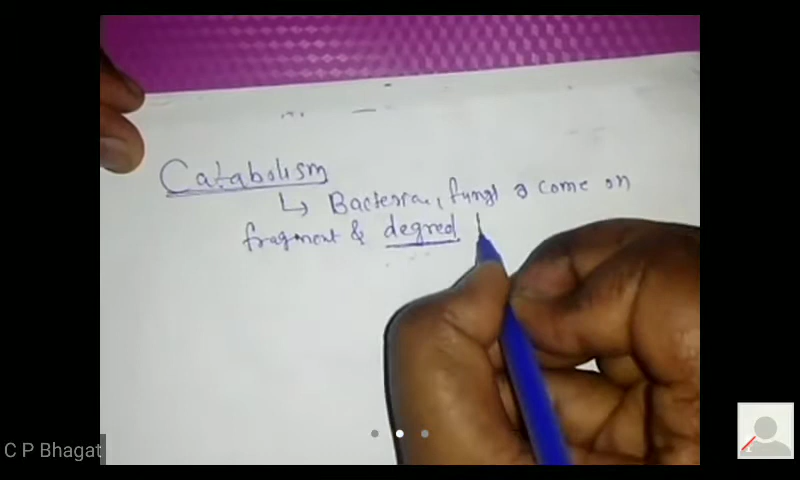 Catabolism
↳ Bacteria, fungi come on
fragment & degred
C P Bhagat